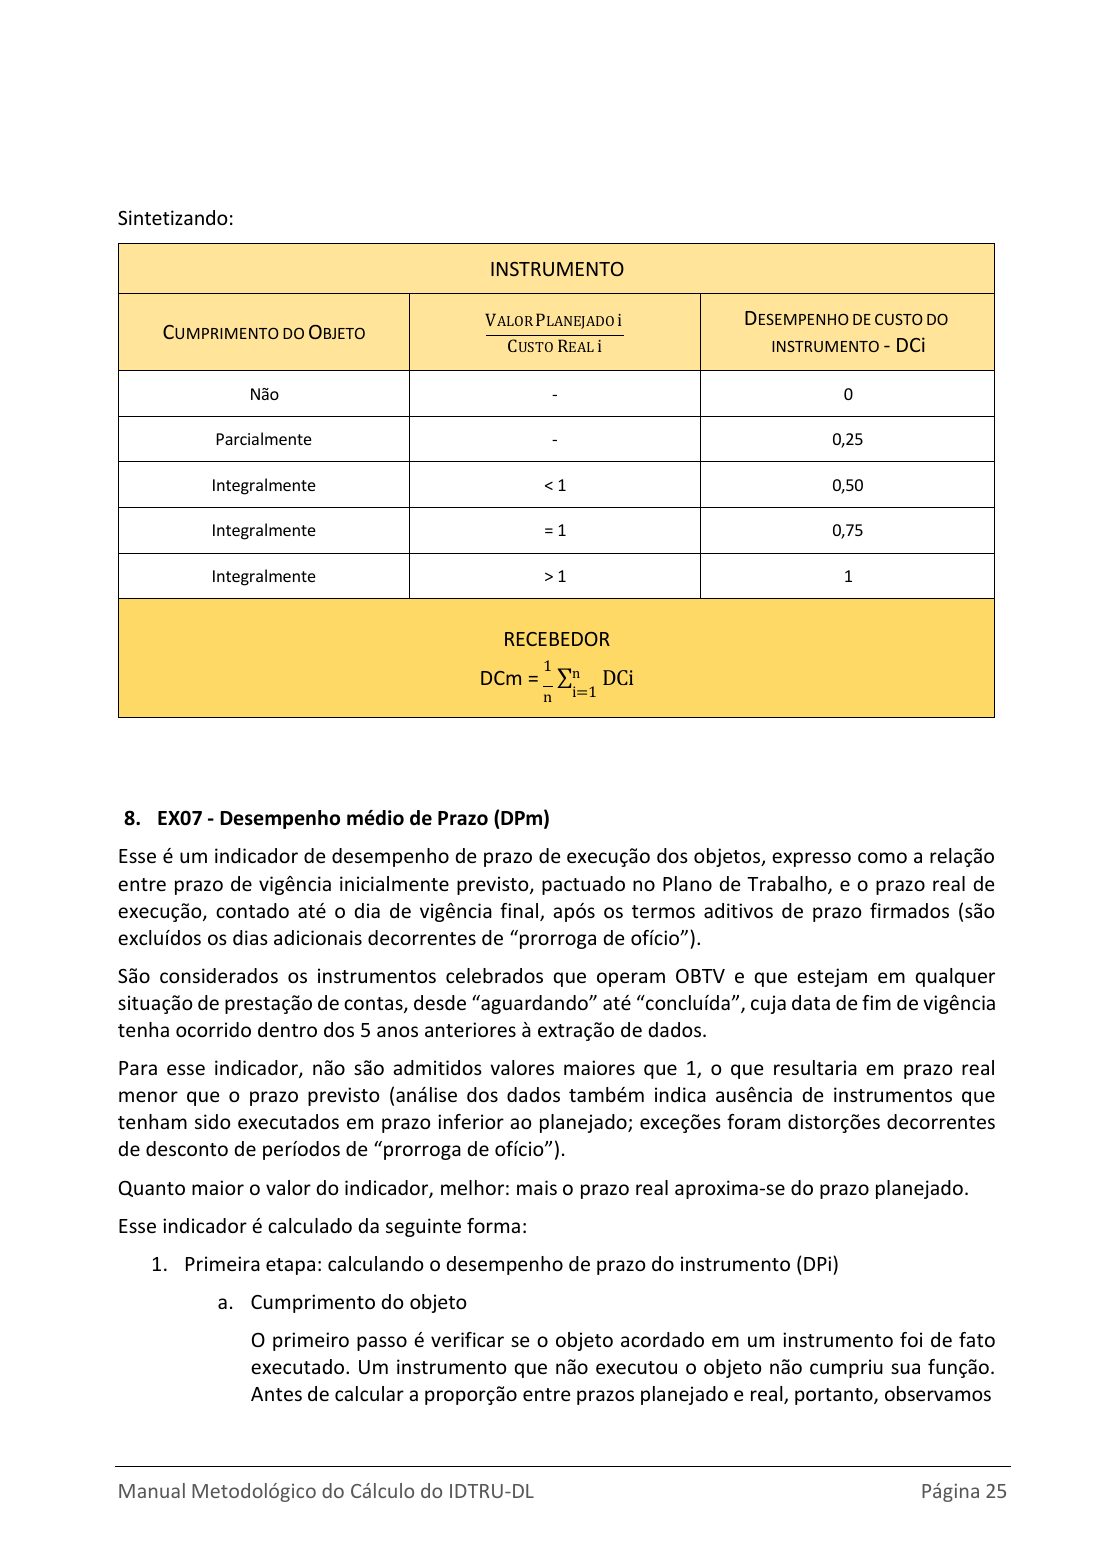 Sintetizando:
INSTRUMENTO
CUMPRIMENTO DO OBJETO
VALOR PLANEJADO i
CUSTO REAL i
DESEMPENHO DE CUSTO DO
INSTRUMENTO - DCi
Não
-
0
Parcialmente
-
0,25
Integralmente
< 1
0,50
Integralmente
= 1
0,75
Integralmente
> 1
1
RECEBEDOR
DCm = 1/n ∑ⁿᵢ₌₁ DCi
8. EX07 - Desempenho médio de Prazo (DPm)
Esse é um indicador de desempenho de prazo de execução dos objetos, expresso como a relação
entre prazo de vigência inicialmente previsto, pactuado no Plano de Trabalho, e o prazo real de
execução, contado até o dia de vigência final, após os termos aditivos de prazo firmados (são
excluídos os dias adicionais decorrentes de “prorroga de ofício”).
São considerados os instrumentos celebrados que operam OBTV e que estejam em qualquer
situação de prestação de contas, desde “aguardando” até “concluída”, cuja data de fim de vigência
tenha ocorrido dentro dos 5 anos anteriores à extração de dados.
Para esse indicador, não são admitidos valores maiores que 1, o que resultaria em prazo real
menor que o prazo previsto (análise dos dados também indica ausência de instrumentos que
tenham sido executados em prazo inferior ao planejado; exceções foram distorções decorrentes
de desconto de períodos de “prorroga de ofício”).
Quanto maior o valor do indicador, melhor: mais o prazo real aproxima-se do prazo planejado.
Esse indicador é calculado da seguinte forma:
1. Primeira etapa: calculando o desempenho de prazo do instrumento (DPi)
a. Cumprimento do objeto
O primeiro passo é verificar se o objeto acordado em um instrumento foi de fato
executado. Um instrumento que não executou o objeto não cumpriu sua função.
Antes de calcular a proporção entre prazos planejado e real, portanto, observamos
Manual Metodológico do Cálculo do IDTRU-DL
Página 25